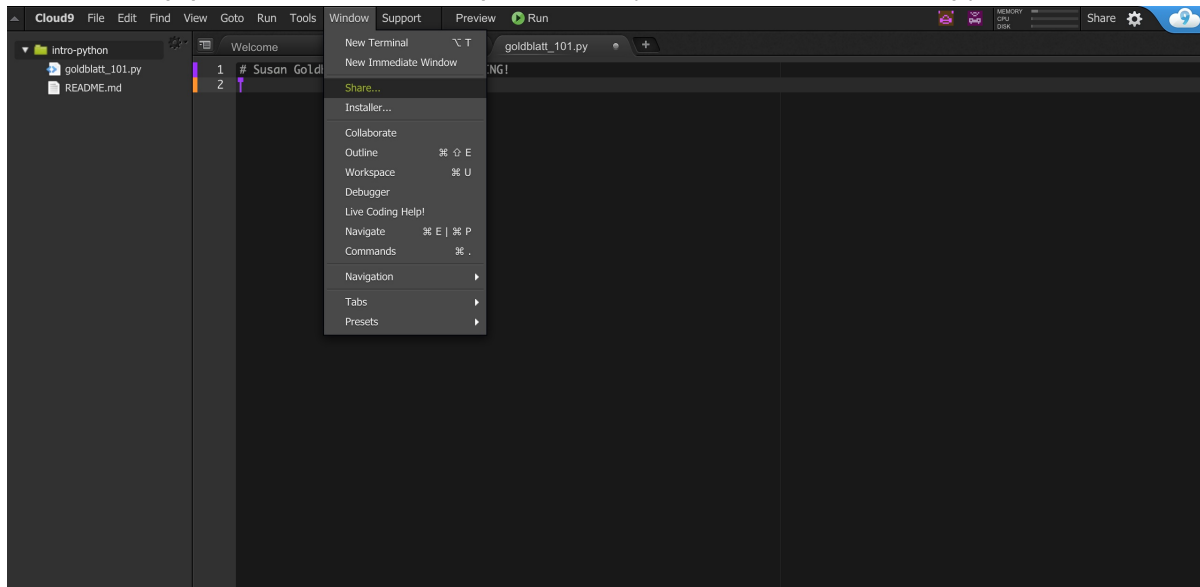 Cloud9 File Edit Find View Goto Run Tools Window Support Preview Run MEMORY CPU DISK Share 9
intro-python
goldblatt_101.py
README.md
Welcome
goldblatt_101.py
+
1 # Susan Gold
NG!
2
New Terminal ⌥ T
New Immediate Window
Share...
Installer...
Collaborate
Outline ⌘ ⇧ E
Workspace ⌘ U
Debugger
Live Coding Help!
Navigate ⌘ E | ⌘ P
Commands ⌘ .
Navigation
Tabs
Presets